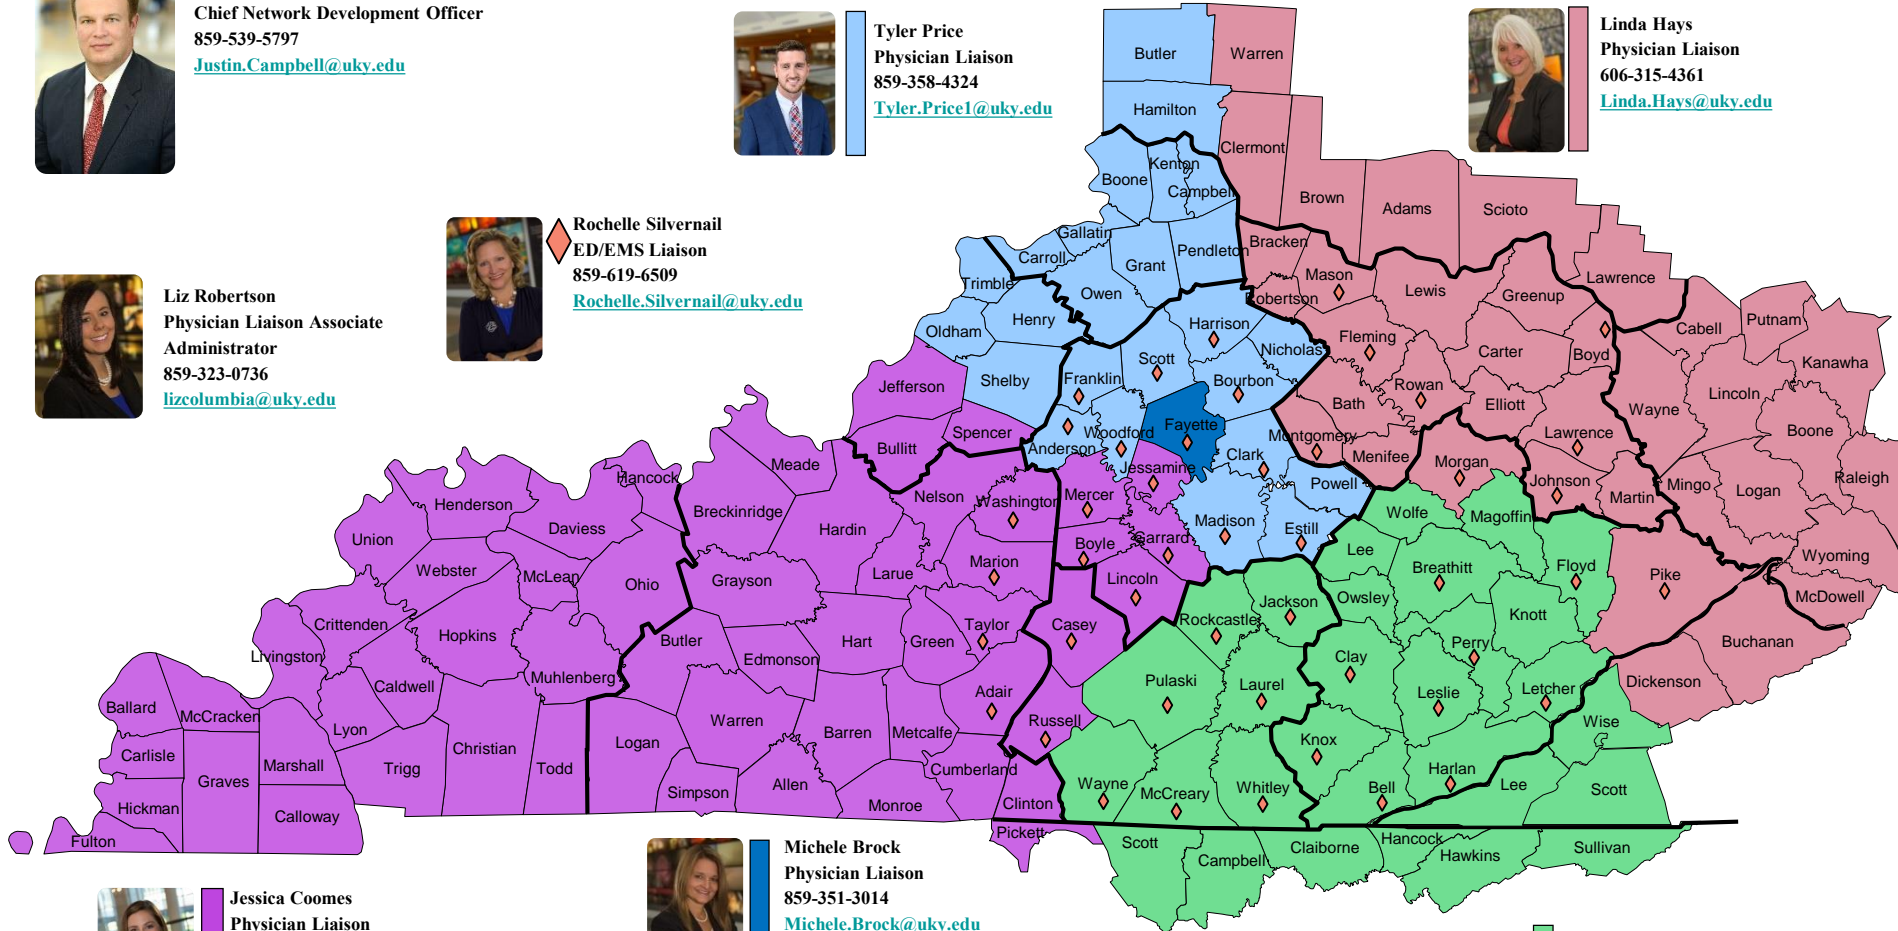 Chief Network Development Officer
859-539-5797
Justin.Campbell@uky.edu
Tyler Price
Physician Liaison
859-358-4324
Tyler.Price1@uky.edu
Linda Hays
Physician Liaison
606-315-4361
Linda.Hays@uky.edu
Rochelle Silvernail
ED/EMS Liaison
859-619-6509
Rochelle.Silvernail@uky.edu
Liz Robertson
Physician Liaison Associate
Administrator
859-323-0736
lizcolumbia@uky.edu
Butler
Warren
Hamilton
Clermont
Kenton
Boone
Campbell
Brown
Adams
Scioto
Gallatin
Carroll
Grant
Pendleton
Bracken
Mason
Lawrence
Trimble
Owen
Robertson
Lewis
Greenup
Oldham
Henry
Harrison
Fleming
Cabell
Putnam
Nicholas
Carter
Boyd
Kanawha
Jefferson
Shelby
Franklin
Scott
Bourbon
Rowan
Lincoln
Bath
Elliott
Wayne
Bullitt
Spencer
Anderson
Woodford
Fayette
Clark
Montgomery
Menifee
Lawrence
Boone
Meade
Jessamine
Morgan
Hancock
Powell
Johnson
Martin
Mingo
Logan
Raleigh
Henderson
Breckinridge
Nelson
Washington
Mercer
Daviess
Hardin
Madison
Estill
Wolfe
Magoffin
Union
Boyle
Garrard
Lee
Wyoming
Webster
McLean
Ohio
Grayson
Larue
Marion
Lincoln
Breathitt
Floyd
Pike
McDowell
Crittenden
Hopkins
Butler
Hart
Green
Taylor
Casey
Rockcastle
Jackson
Owsley
Knott
Livingston
Muhlenberg
Edmonson
Clay
Perry
Buchanan
Caldwell
Adair
Pulaski
Laurel
Leslie
Letcher
Dickenson
Ballard
McCracken
Lyon
Warren
Barren
Metcalfe
Russell
Wise
Carlisle
Graves
Marshall
Trigg
Christian
Todd
Logan
Cumberland
Knox
Hickman
Calloway
Simpson
Allen
Monroe
Clinton
Wayne
McCreary
Whitley
Bell
Harlan
Lee
Scott
Fulton
Pickett
Scott
Campbell
Claiborne
Hancock
Hawkins
Sullivan
Jessica Coomes
Physician Liaison
Michele Brock
Physician Liaison
859-351-3014
Michele.Brock@uky.edu